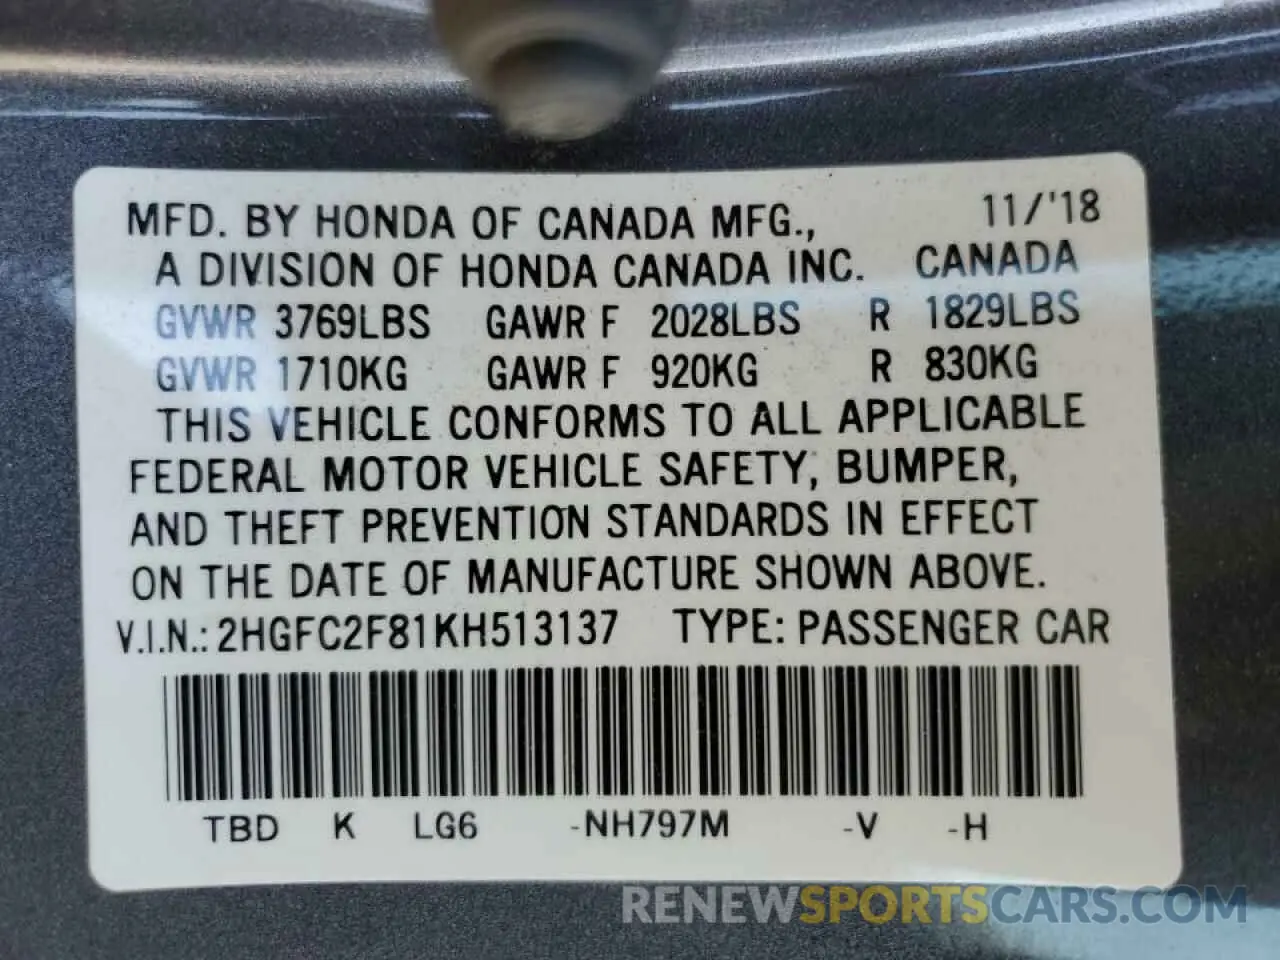 MFD. BY HONDA OF CANADA MFG., 11/'18
A DIVISION OF HONDA CANADA INC. CANADA
GVWR 3769LBS GAWR F 2028LBS R 1829LBS
GVWR 1710KG GAWR F 920KG R 830KG
THIS VEHICLE CONFORMS TO ALL APPLICABLE
FEDERAL MOTOR VEHICLE SAFETY, BUMPER,
AND THEFT PREVENTION STANDARDS IN EFFECT
ON THE DATE OF MANUFACTURE SHOWN ABOVE.
V.I.N.: 2HGFC2F81KH513137 TYPE: PASSENGER CAR
TBD K LG6 -NH797M -V -H
RENEWSPORTSCARS.COM